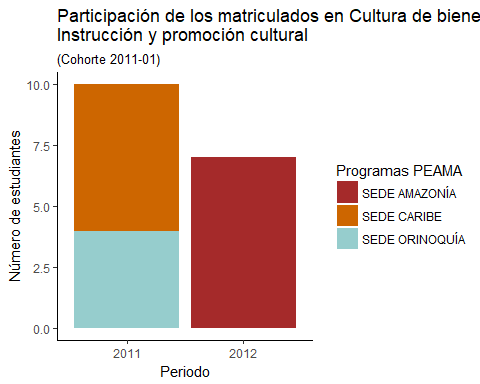 Participación de los matriculados en Cultura de biene
Instrucción y promoción cultural
(Cohorte 2011-01)
10.0
7.5
5.0
2.5
0.0
Número de estudiantes
2011
2012
Periodo
Programas PEAMA
SEDE AMAZONÍA
SEDE CARIBE
SEDE ORINOQUÍA